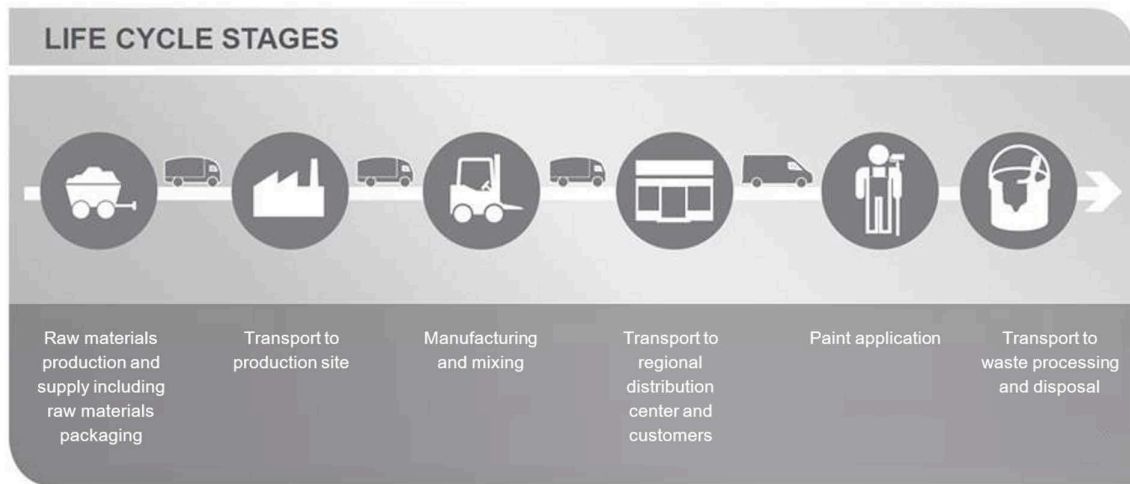 LIFE CYCLE STAGES
Raw materials
production and
supply including
raw materials
packaging
Transport to
production site
Manufacturing
and mixing
Transport to
regional
distribution
center and
customers
Paint application
Transport to
waste processing
and disposal